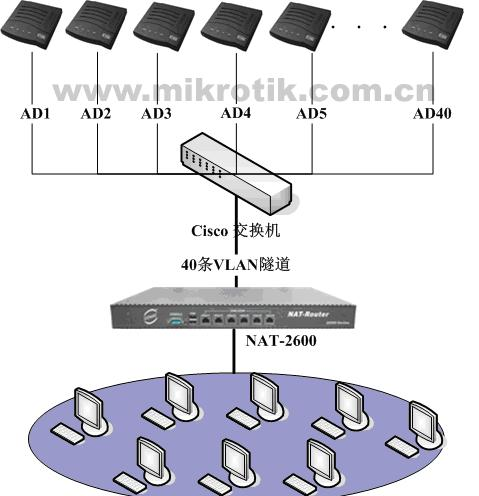 www.mikrotik.com.cn
AD1 AD2 AD3 AD4 AD5 AD40
Cisco 交换机
40条VLAN隧道
NAT-Router
NAT-2600